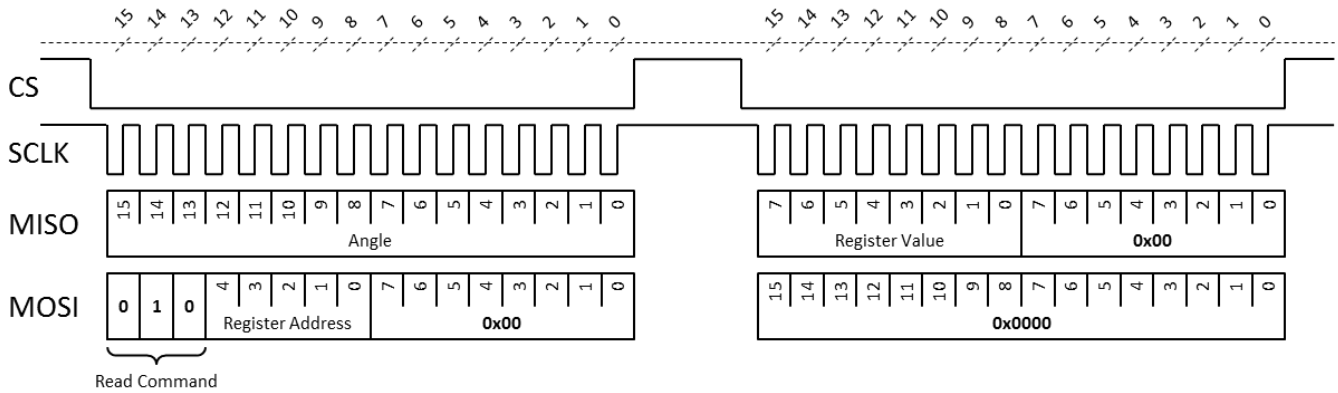 15 14 13 12 11 10 9 8 7 6 5 4 3 2 1 0 15 14 13 12 11 10 9 8 7 6 5 4 3 2 1 0
CS
SCLK
MISO 15 14 13 12 11 10 9 8 7 6 5 4 3 2 1 0 7 6 5 4 3 2 1 0 7 6 5 4 3 2 1 0
Angle Register Value 0x00
MOSI 0 1 0 4 3 2 1 0 7 6 5 4 3 2 1 0 15 14 13 12 11 10 9 8 7 6 5 4 3 2 1 0
Register Address 0x00 0x0000
Read Command